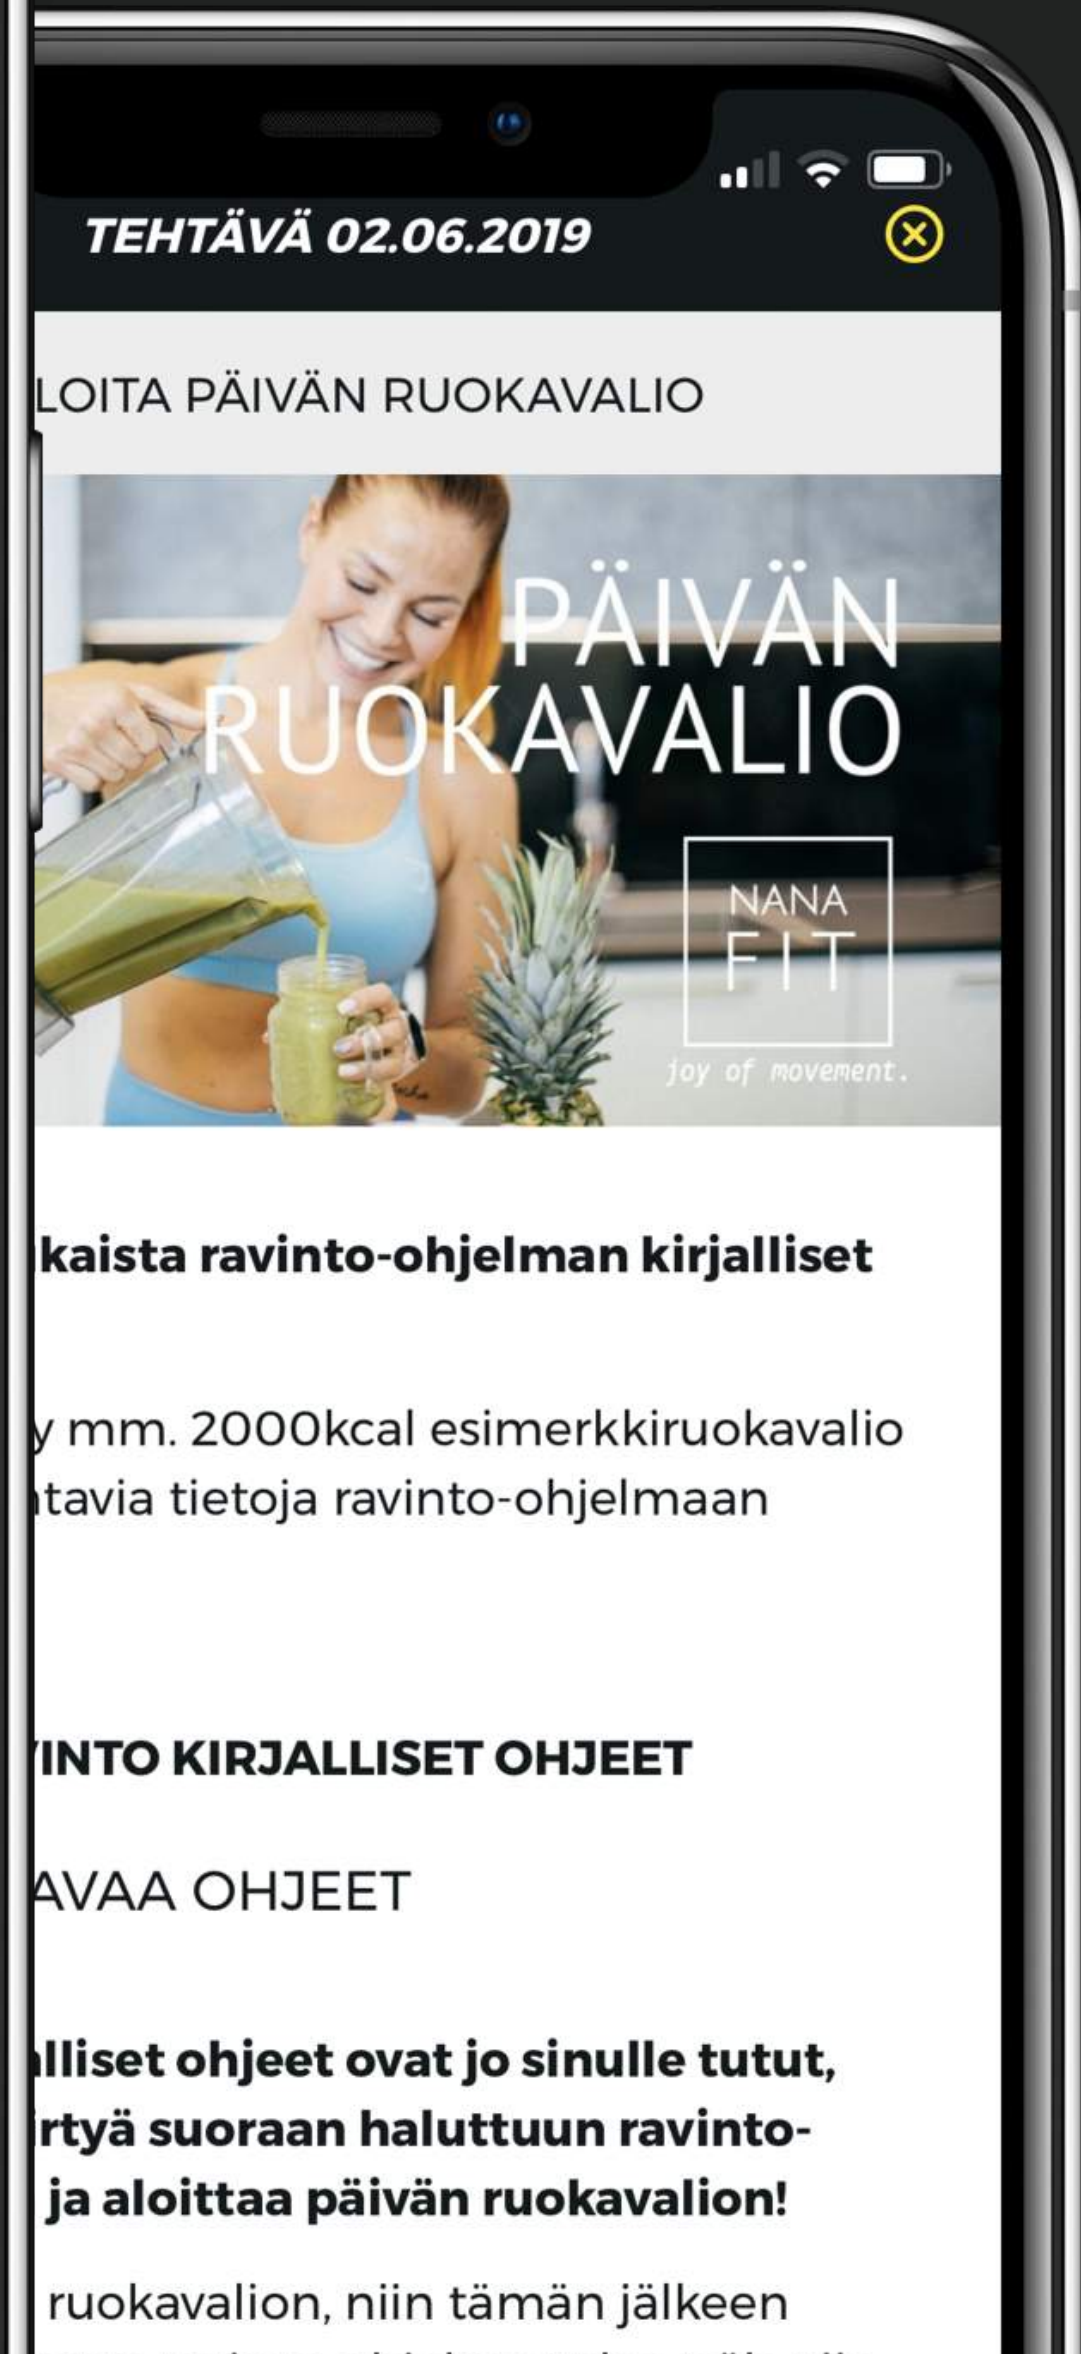 TEHTÄVÄ 02.06.2019
LOITA PÄIVÄN RUOKAVALIO
PÄIVÄN
RUOKAVALIO
NANA
FIT
joy of movement.
kaista ravinto-ohjelman kirjalliset
y mm. 2000kcal esimerkkiruokavalio
tavia tietoja ravinto-ohjelmaan
INTO KIRJALLISET OHJEET
AVAA OHJEET
lliset ohjeet ovat jo sinulle tutut,
rtyä suoraan haluttuun ravinto-
ja aloittaa päivän ruokavalion!
ruokavalion, niin tämän jälkeen